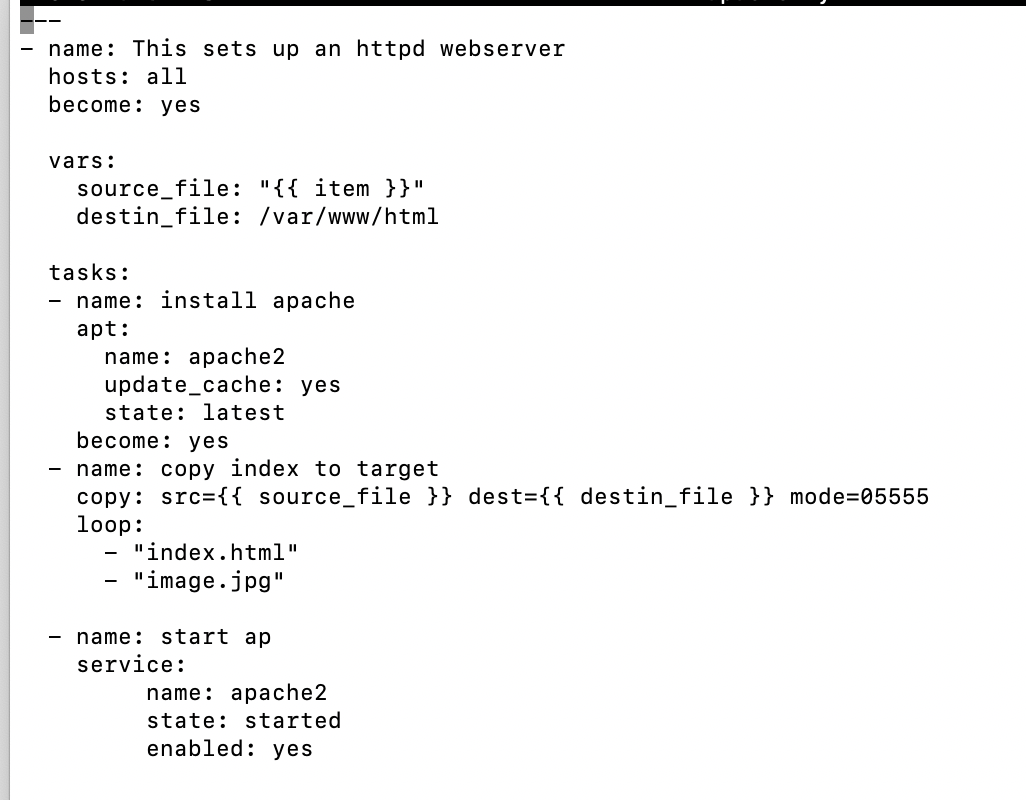 ---
- name: This sets up an httpd webserver
  hosts: all
  become: yes

  vars:
    source_file: "{{ item }}"
    destin_file: /var/www/html

  tasks:
  - name: install apache
    apt:
      name: apache2
      update_cache: yes
      state: latest
    become: yes
  - name: copy index to target
    copy: src={{ source_file }} dest={{ destin_file }} mode=05555
    loop:
      - "index.html"
      - "image.jpg"

  - name: start ap
    service:
         name: apache2
         state: started
         enabled: yes